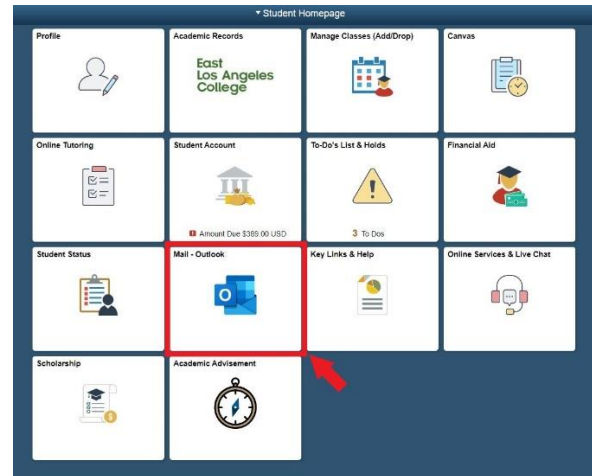 ▾ Student Homepage
Profile
Academic Records
Manage Classes (Add/Drop)
Canvas
East
Los Angeles
College
Online Tutoring
Student Account
To-Do's List & Holds
Financial Aid
Amount Due $389.00 USD
3 To Dos
Student Status
Mail - Outlook
Key Links & Help
Online Services & Live Chat
O
Scholarship
Academic Advisement